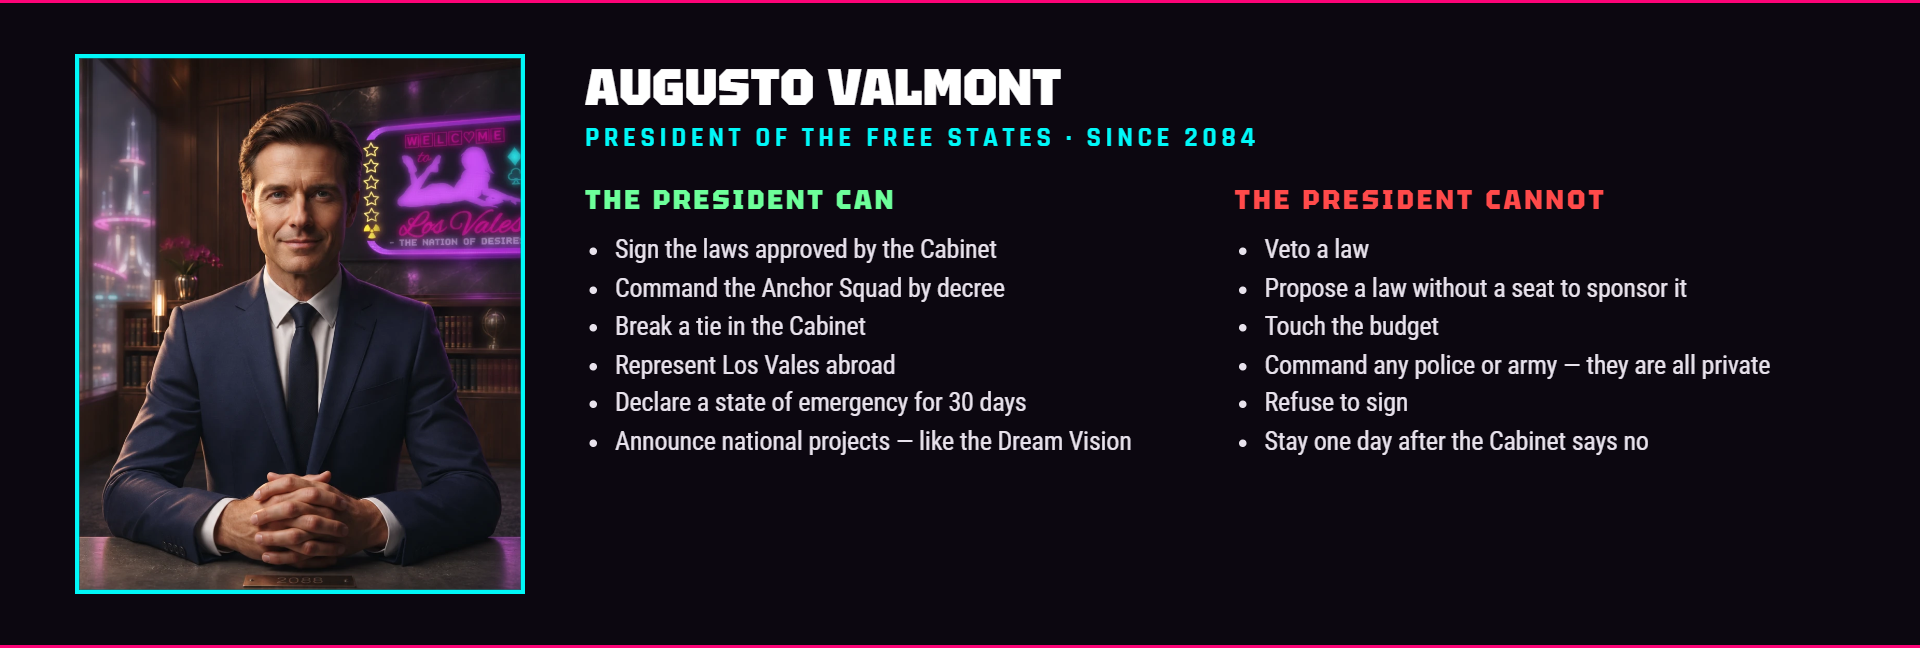 AUGUSTO VALMONT
PRESIDENT OF THE FREE STATES · SINCE 2084
THE PRESIDENT CAN
• Sign the laws approved by the Cabinet
• Command the Anchor Squad by decree
• Break a tie in the Cabinet
• Represent Los Vales abroad
• Declare a state of emergency for 30 days
• Announce national projects — like the Dream Vision
THE PRESIDENT CANNOT
• Veto a law
• Propose a law without a seat to sponsor it
• Touch the budget
• Command any police or army — they are all private
• Refuse to sign
• Stay one day after the Cabinet says no
WELC♡ME
to
Los Vales
- THE NATION OF DESIRE
2088